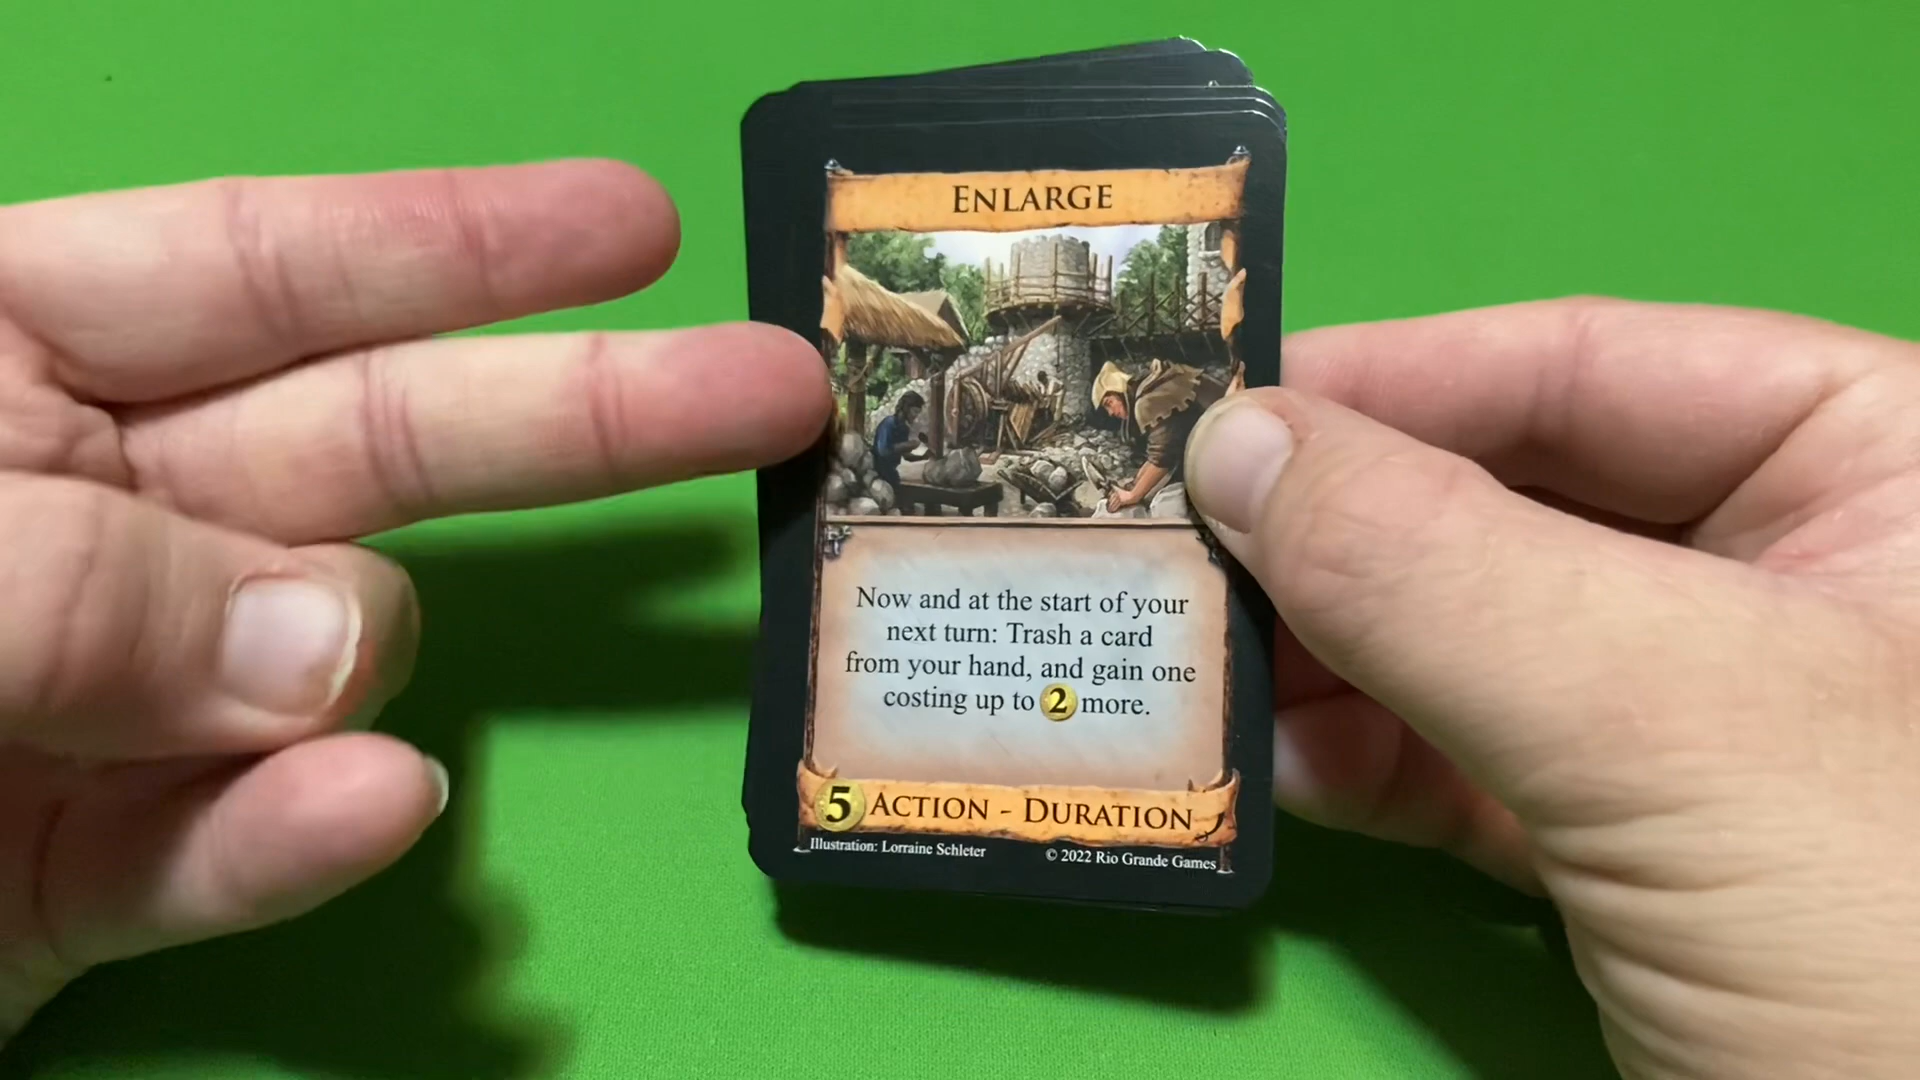 ENLARGE
Now and at the start of your
next turn: Trash a card
from your hand, and gain one
costing up to 2 more.
5 ACTION - DURATION
Illustration: Lorraine Schleter © 2022 Rio Grande Games